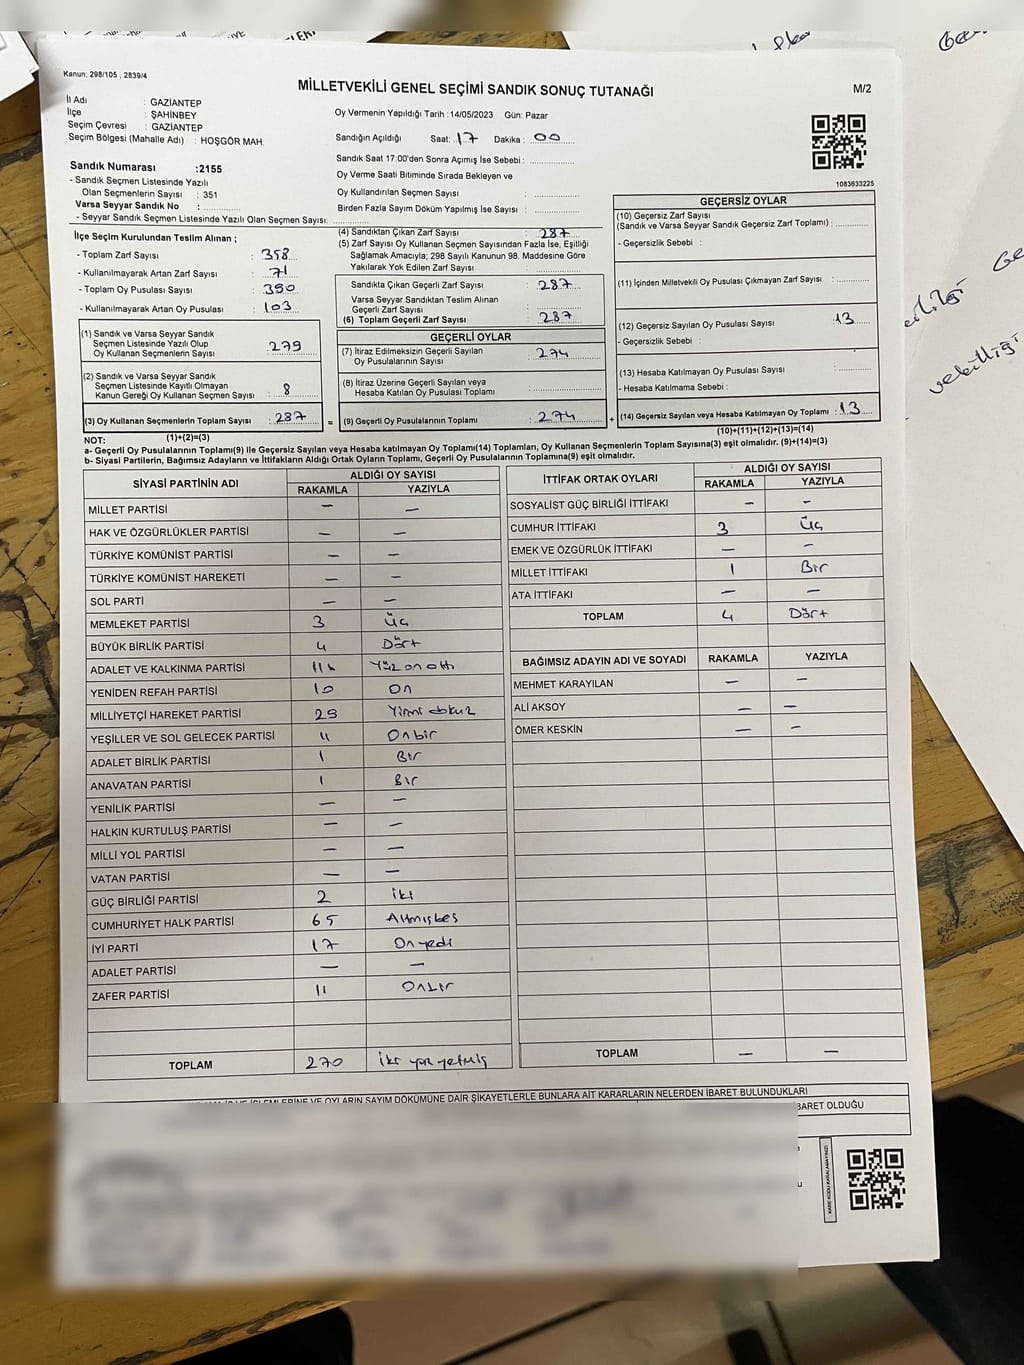 Kanun: 298/105 , 2839/4
MİLLETVEKİLİ GENEL SEÇİMİ SANDIK SONUÇ TUTANAĞI
M/2
İl Adı : GAZİANTEP
İlçe : ŞAHİNBEY
Seçim Çevresi : GAZİANTEP
Seçim Bölgesi (Mahalle Adı) : HOŞGÖR MAH.
Oy Vermenin Yapıldığı Tarih :14/05/2023 Gün: Pazar
Sandığın Açıldığı Saat: 17 Dakika : 00
Sandık Saat 17:00'den Sonra Açımış İse Sebebi :
Oy Verme Saati Bitiminde Sırada Bekleyen ve
Oy Kullandırılan Seçmen Sayısı :
Birden Fazla Sayım Döküm Yapılmış İse Sayısı :
1083633225
Sandık Numarası :2155
- Sandık Seçmen Listesinde Yazılı
Olan Seçmenlerin Sayısı : 351
Varsa Seyyar Sandık No :
- Seyyar Sandık Seçmen Listesinde Yazılı Olan Seçmen Sayısı:
İlçe Seçim Kurulundan Teslim Alınan ;
- Toplam Zarf Sayısı : 358
- Kullanılmayarak Artan Zarf Sayısı : 71
- Toplam Oy Pusulası Sayısı : 390
- Kullanılmayarak Artan Oy Pusulası : 103
(1) Sandık ve Varsa Seyyar Sandık
Seçmen Listesinde Yazılı Olup
Oy Kullanan Seçmenlerin Sayısı : 279
(2) Sandık ve Varsa Seyyar Sandık
Seçmen Listesinde Kayıtlı Olmayan
Kanun Gereği Oy Kullanan Seçmen Sayısı : 8
(3) Oy Kullanan Seçmenlerin Toplam Sayısı : 287
(1)+(2)=(3)
(4) Sandıktan Çıkan Zarf Sayısı : 287
(5) Zarf Sayısı Oy Kullanan Seçmen Sayısından Fazla İse, Eşitliği
Sağlamak Amacıyla; 298 Sayılı Kanunun 98. Maddesine Göre
Yakılarak Yok Edilen Zarf Sayısı :
Sandıkta Çıkan Geçerli Zarf Sayısı : 287
Varsa Seyyar Sandıktan Teslim Alınan
Geçerli Zarf Sayısı :
(6) Toplam Geçerli Zarf Sayısı : 287
GEÇERLİ OYLAR
(7) İtiraz Edilmeksizin Geçerli Sayılan
Oy Pusulalarının Sayısı : 274
(8) İtiraz Üzerine Geçerli Sayılan veya
Hesaba Katılan Oy Pusulası Toplamı :
= (9) Geçerli Oy Pusulalarının Toplamı : 274 +
GEÇERSİZ OYLAR
(10) Geçersiz Zarf Sayısı
(Sandık ve Varsa Seyyar Sandık Geçersiz Zarf Toplamı) :
- Geçersizlik Sebebi :
(11) İçinden Milletvekili Oy Pusulası Çıkmayan Zarf Sayısı :
(12) Geçersiz Sayılan Oy Pusulası Sayısı : 13
- Geçersizlik Sebebi :
(13) Hesaba Katılmayan Oy Pusulası Sayısı :
- Hesaba Katılmama Sebebi :
(14) Geçersiz Sayılan veya Hesaba Katılmayan Oy Toplamı : 13
(10)+(11)+(12)+(13)=(14)
NOT:
a- Geçerli Oy Pusulalarının Toplamı(9) ile Geçersiz Sayılan veya Hesaba katılmayan Oy Toplamı(14) Toplamları, Oy Kullanan Seçmenlerin Toplam Sayısına(3) eşit olmalıdır. (9)+(14)=(3)
b- Siyasi Partilerin, Bağımsız Adayların ve İttifakların Aldığı Ortak Oyların Toplamı, Geçerli Oy Pusulalarının Toplamına(9) eşit olmalıdır.
SİYASİ PARTİNİN ADI ALDIĞI OY SAYISI
RAKAMLA YAZIYLA
MİLLET PARTİSİ — —
HAK VE ÖZGÜRLÜKLER PARTİSİ — —
TÜRKİYE KOMÜNİST PARTİSİ — —
TÜRKİYE KOMÜNİST HAREKETİ — —
SOL PARTİ — —
MEMLEKET PARTİSİ 3 Üç
BÜYÜK BİRLİK PARTİSİ 4 Dört
ADALET VE KALKINMA PARTİSİ 116 Yüz on altı
YENİDEN REFAH PARTİSİ 10 On
MİLLİYETÇİ HAREKET PARTİSİ 29 Yirmi dokuz
YEŞİLLER VE SOL GELECEK PARTİSİ 11 Onbir
ADALET BİRLİK PARTİSİ 1 Bir
ANAVATAN PARTİSİ 1 Bir
YENİLİK PARTİSİ — —
HALKIN KURTULUŞ PARTİSİ — —
MİLLİ YOL PARTİSİ — —
VATAN PARTİSİ — —
GÜÇ BİRLİĞİ PARTİSİ 2 iki
CUMHURİYET HALK PARTİSİ 65 Altmışbeş
İYİ PARTİ 17 On yedi
ADALET PARTİSİ — —
ZAFER PARTİSİ 11 Onbir
TOPLAM 270 iki yüz yetmiş
İTTİFAK ORTAK OYLARI ALDIĞI OY SAYISI
RAKAMLA YAZIYLA
SOSYALİST GÜÇ BİRLİĞİ İTTİFAKI — —
CUMHUR İTTİFAKI 3 Üç
EMEK VE ÖZGÜRLÜK İTTİFAKI — —
MİLLET İTTİFAKI 1 Bir
ATA İTTİFAKI — —
TOPLAM 4 Dört
BAĞIMSIZ ADAYIN ADI VE SOYADI RAKAMLA YAZIYLA
MEHMET KARAYILAN — —
ALİ AKSOY — —
ÖMER KESKİN — —
TOPLAM — —
OYLARIN SAYIM DÖKÜMÜNE DAİR ŞİKAYETLERLE BUNLARA AİT KARARLARIN NELERDEN İBARET BULUNDUKLARI
BARET OLDUĞU